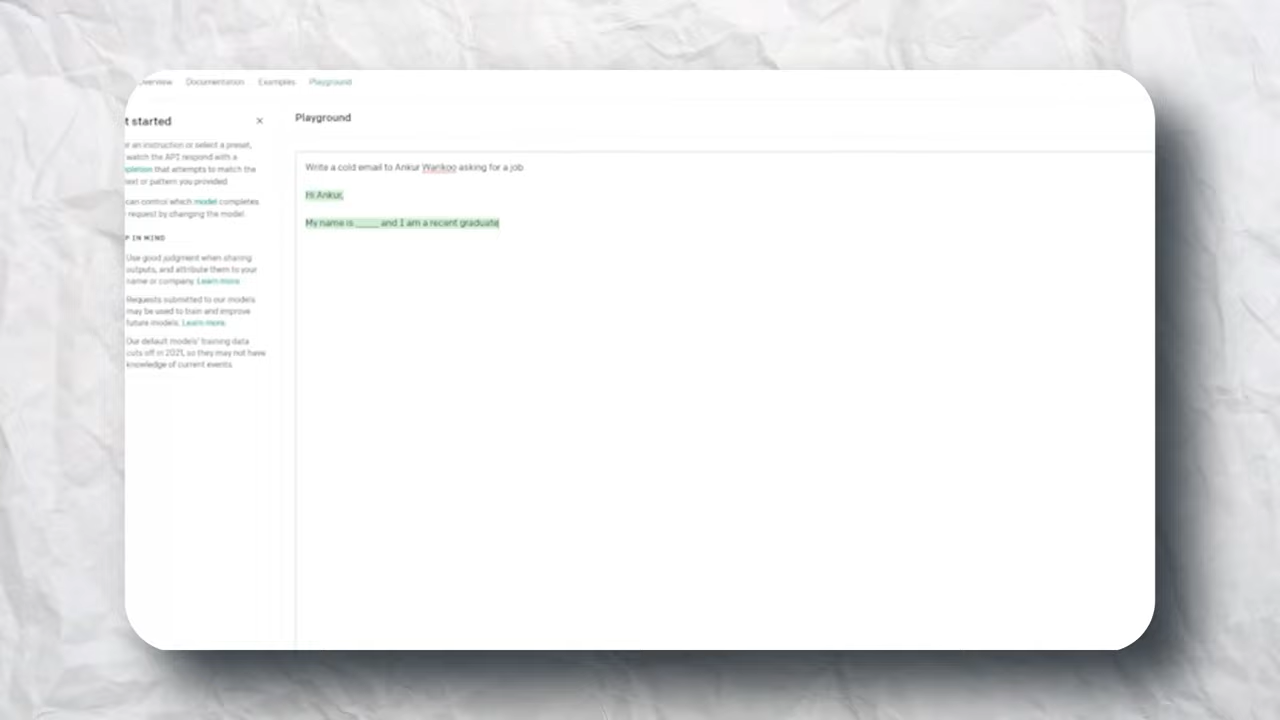 Overview Documentation Examples Playground
t started
Playground
an instruction or select a preset,
watch the API respond with a
pletion that attempts to match the
ext or pattern you provided.
can control which model completes
request by changing the model.
P IN MIND
Use good judgment when sharing
outputs, and attribute them to your
name or company. Learn more.
Requests submitted to our models
may be used to train and improve
future models. Learn more.
Our default models' training data
cuts off in 2021, so they may not have
knowledge of current events.
Write a cold email to Ankur Warikoo asking for a job
Hi Ankur,
My name is _____ and I am a recent graduate